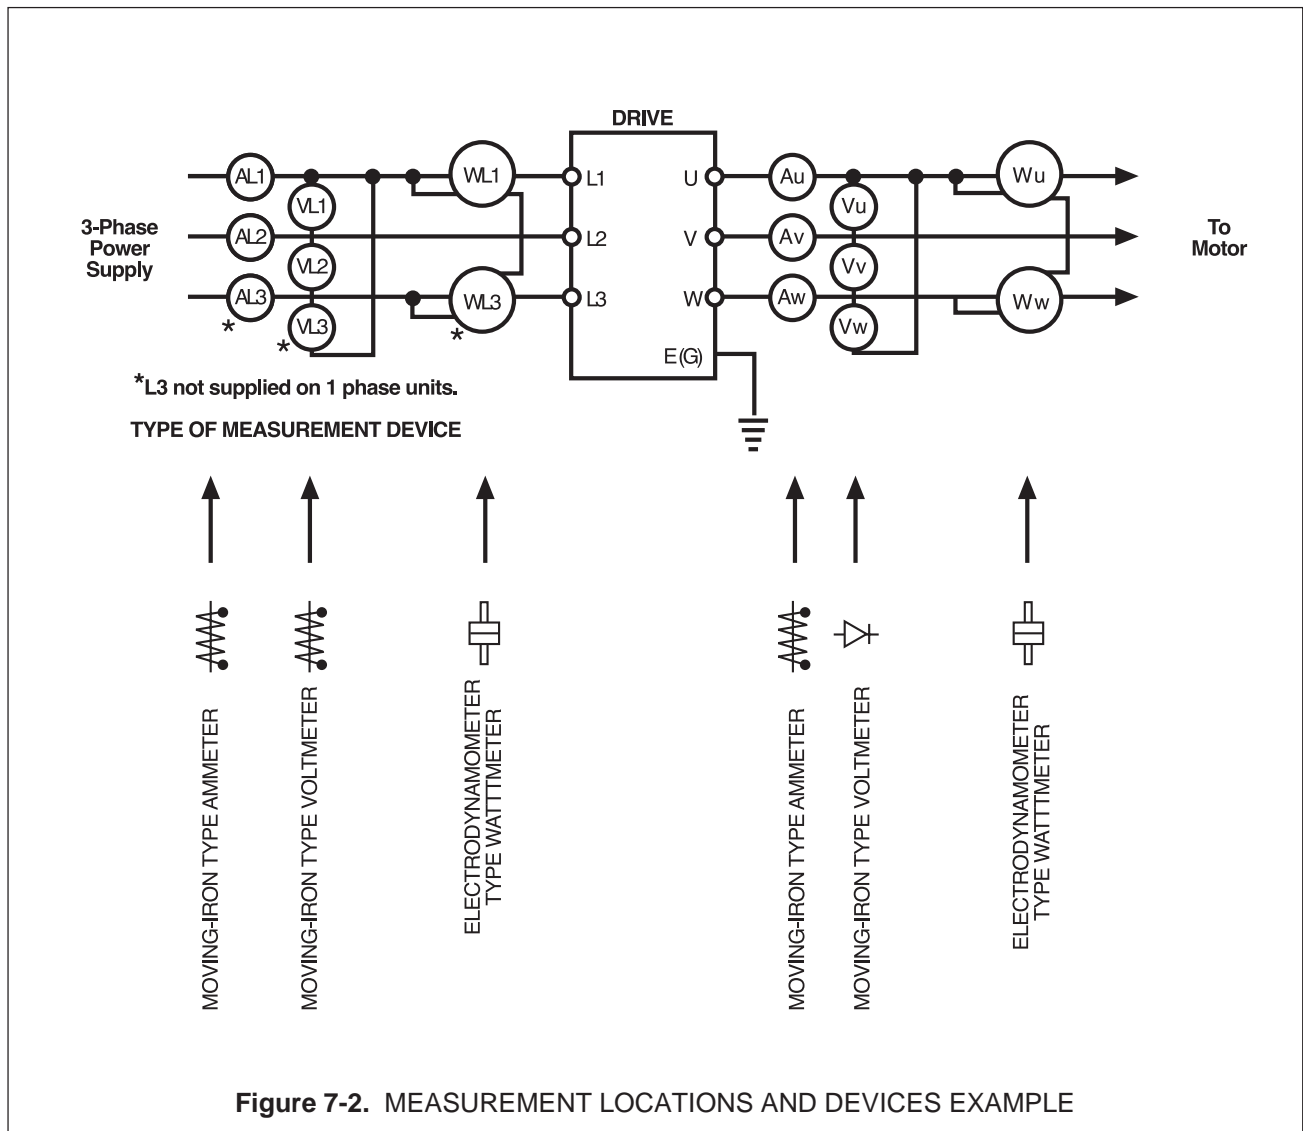 DRIVE
3-Phase
Power
Supply
AL1
VL1
WL1
L1
U
Au
Vu
Wu
AL2
VL2
L2
V
Av
Vv
To
Motor
AL3
*
VL3
*
WL3
*
L3
W
Aw
Vw
Ww
E(G)
*L3 not supplied on 1 phase units.
TYPE OF MEASUREMENT DEVICE
MOVING-IRON TYPE AMMETER
MOVING-IRON TYPE VOLTMETER
ELECTRODYNAMOMETER
TYPE WATTTMETER
MOVING-IRON TYPE AMMETER
MOVING-IRON TYPE VOLTMETER
ELECTRODYNAMOMETER
TYPE WATTTMETER
Figure 7-2. MEASUREMENT LOCATIONS AND DEVICES EXAMPLE